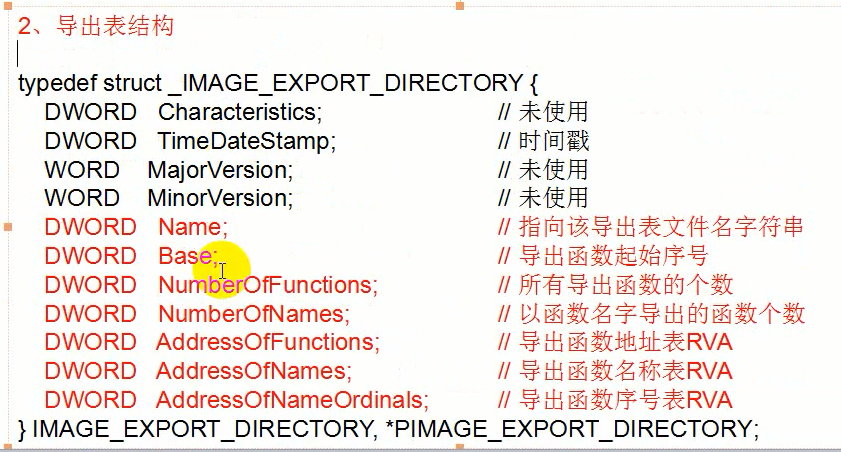 2、导出表结构
typedef struct _IMAGE_EXPORT_DIRECTORY {
DWORD Characteristics; // 未使用
DWORD TimeDateStamp; // 时间戳
WORD MajorVersion; // 未使用
WORD MinorVersion; // 未使用
DWORD Name; // 指向该导出表文件名字符串
DWORD Base; // 导出函数起始序号
DWORD NumberOfFunctions; // 所有导出函数的个数
DWORD NumberOfNames; // 以函数名字导出的函数个数
DWORD AddressOfFunctions; // 导出函数地址表RVA
DWORD AddressOfNames; // 导出函数名称表RVA
DWORD AddressOfNameOrdinals; // 导出函数序号表RVA
} IMAGE_EXPORT_DIRECTORY, *PIMAGE_EXPORT_DIRECTORY;